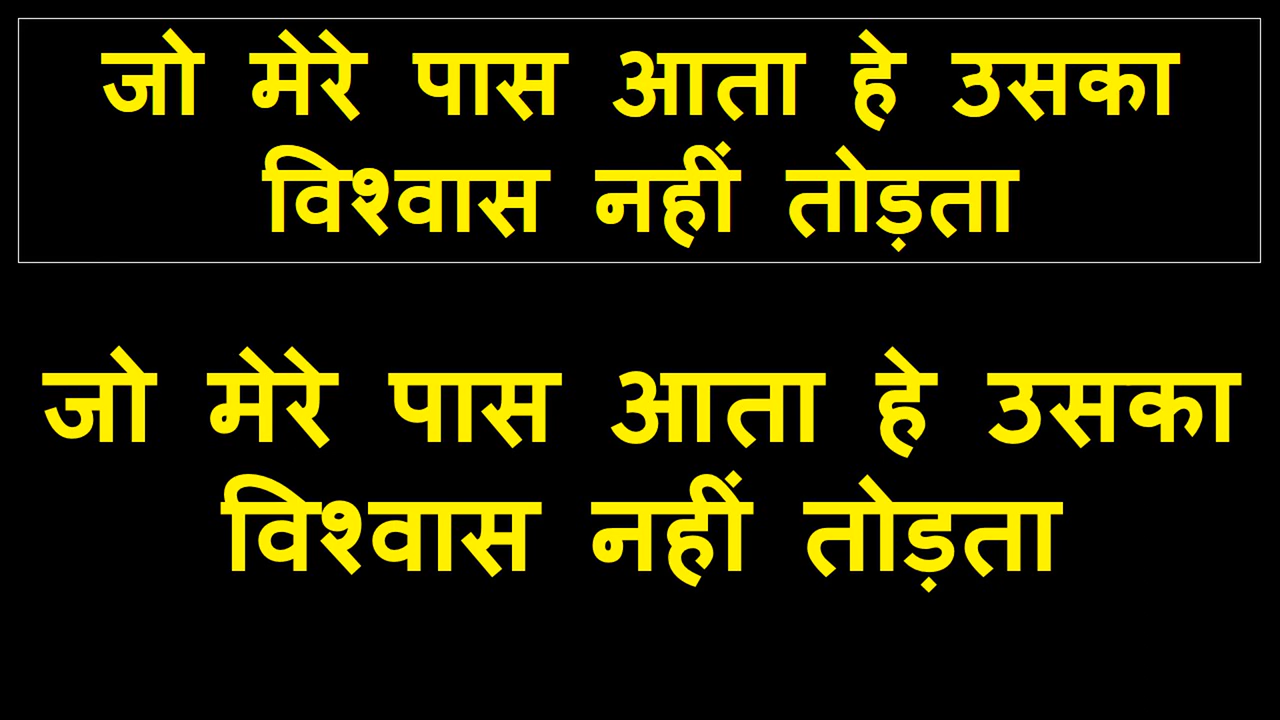 जो मेरे पास आता हे उसका
विश्वास नहीं तोड़ता
जो मेरे पास आता हे उसका
विश्वास नहीं तोड़ता